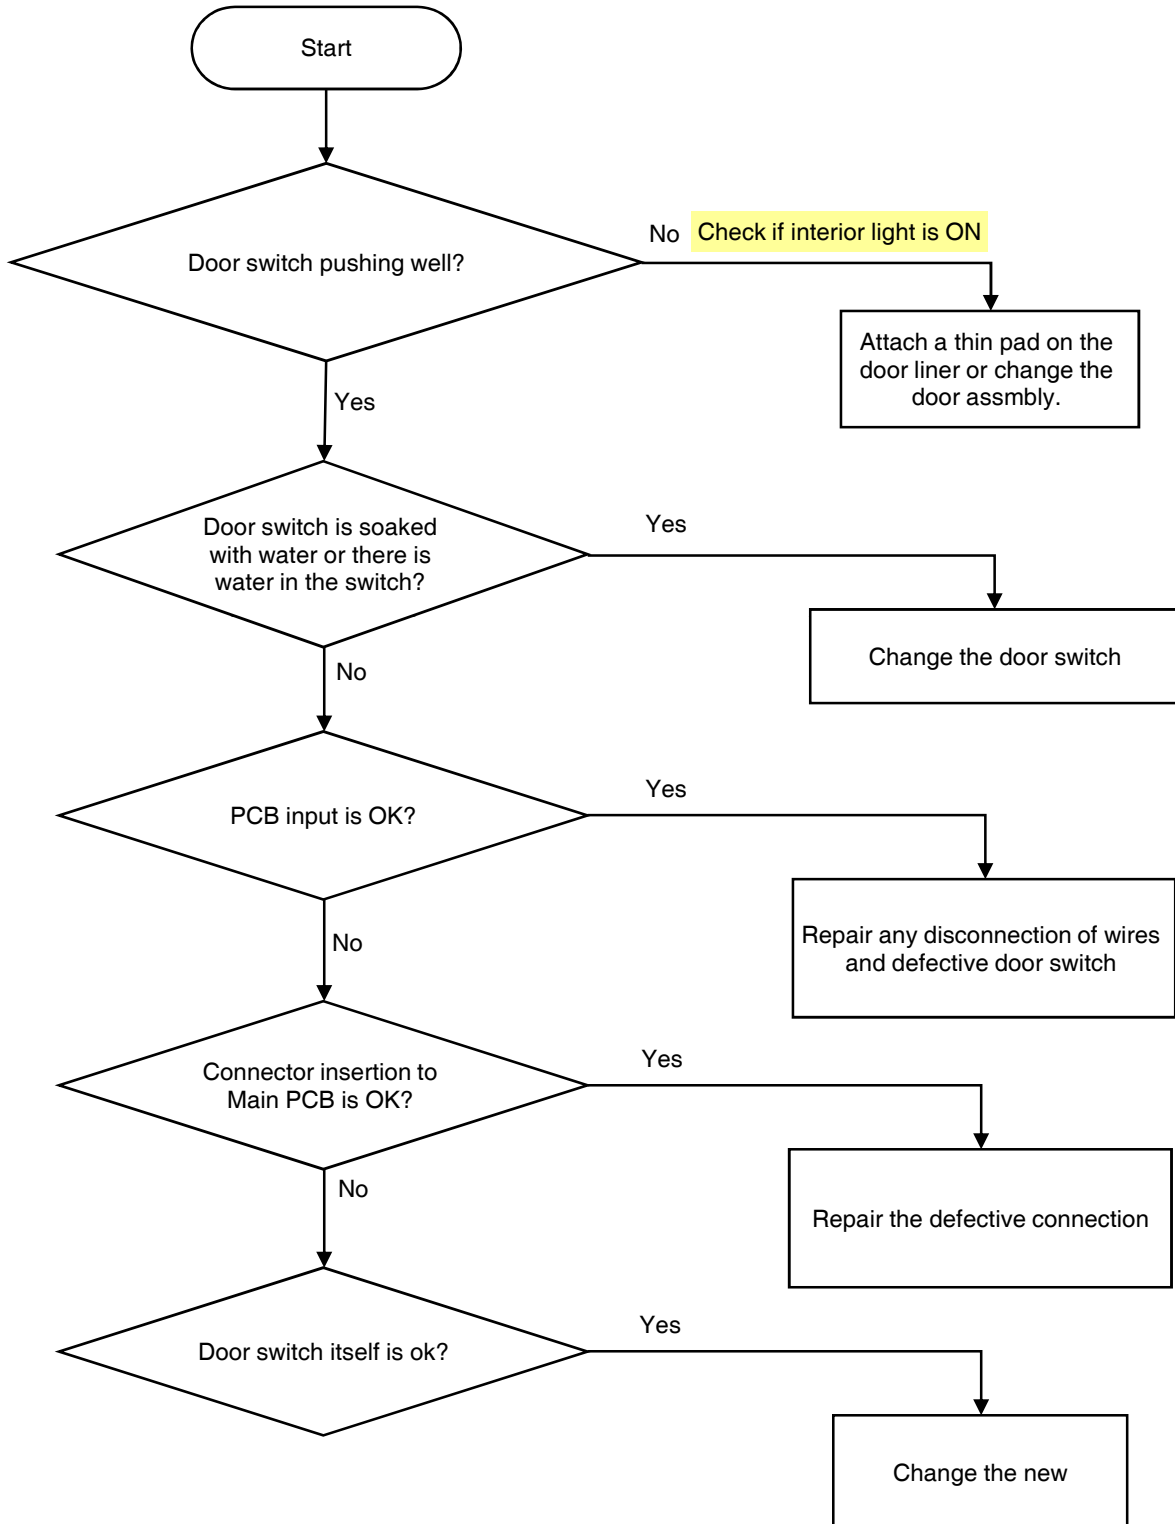 Start
Door switch pushing well?
No
Check if interior light is ON
Attach a thin pad on the
door liner or change the
door assmbly.
Yes
Door switch is soaked
with water or there is
water in the switch?
Yes
Change the door switch
No
PCB input is OK?
Yes
Repair any disconnection of wires
and defective door switch
No
Connector insertion to
Main PCB is OK?
Yes
Repair the defective connection
No
Door switch itself is ok?
Yes
Change the new